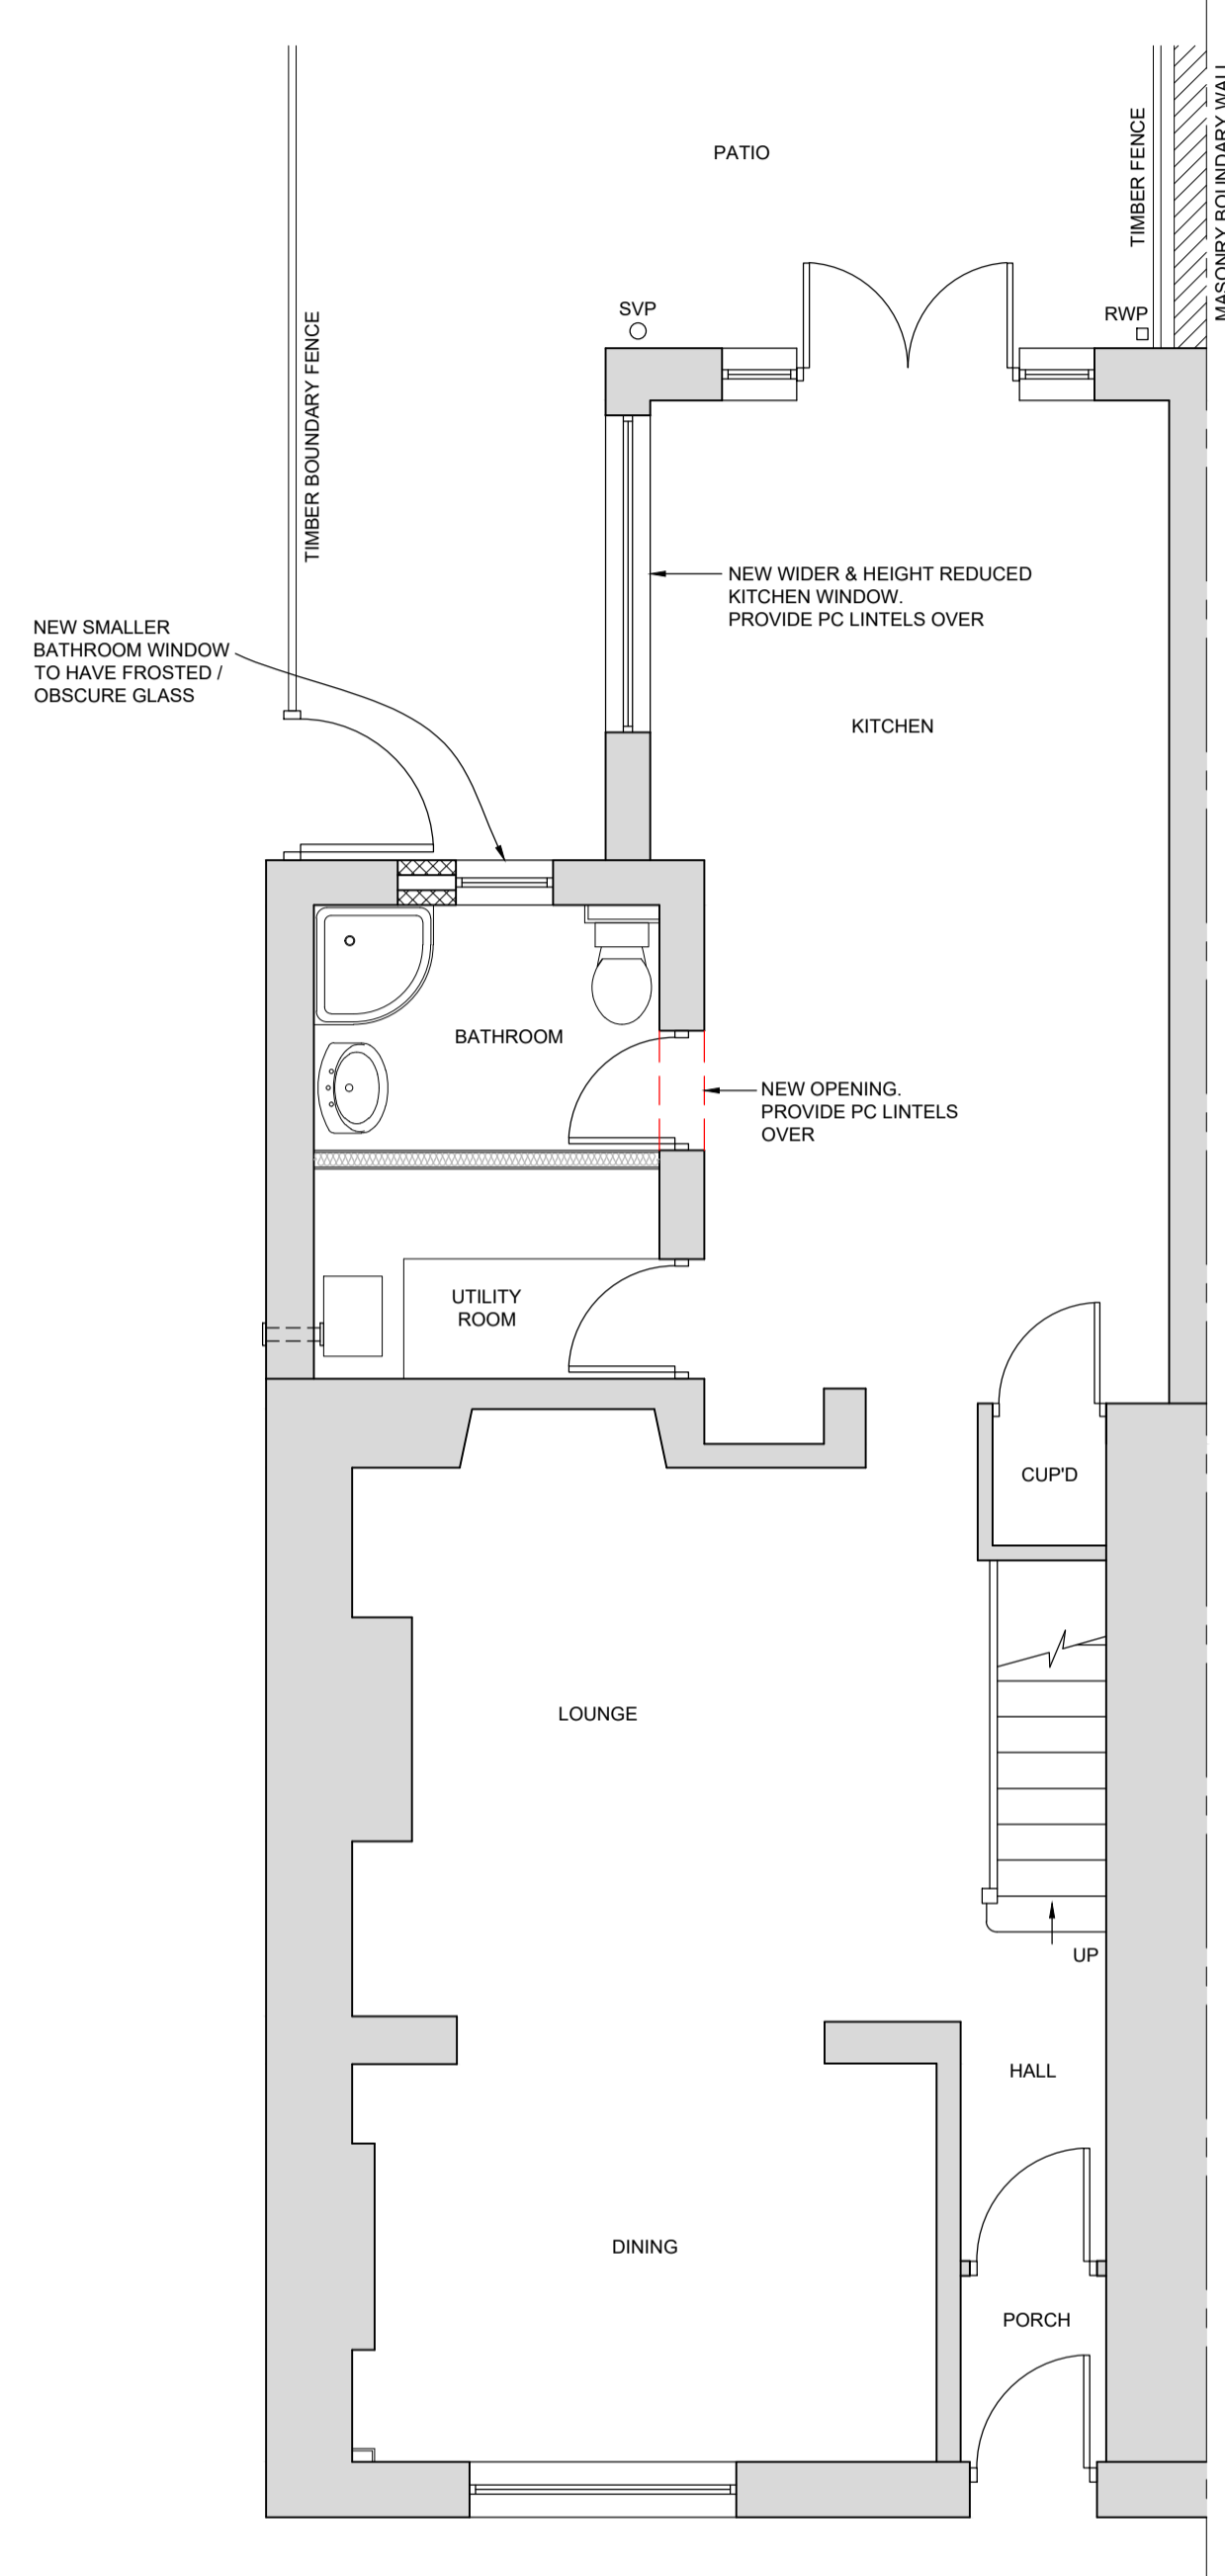 MASONRY BOUNDARY WALL
TIMBER FENCE
PATIO
SVP
RWP
TIMBER BOUNDARY FENCE
NEW WIDER & HEIGHT REDUCED
KITCHEN WINDOW.
PROVIDE PC LINTELS OVER
NEW SMALLER
BATHROOM WINDOW
TO HAVE FROSTED /
OBSCURE GLASS
KITCHEN
BATHROOM
NEW OPENING.
PROVIDE PC LINTELS
OVER
UTILITY
ROOM
CUP'D
LOUNGE
UP
HALL
DINING
PORCH